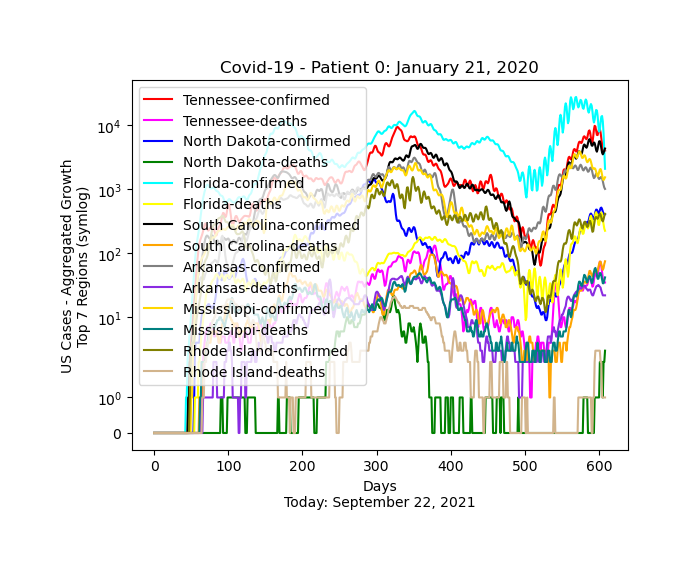 Covid-19 - Patient 0: January 21, 2020
US Cases - Aggregated Growth
Top 7 Regions (symlog)
10^4
10^3
10^2
10^1
10^0
0
Tennessee-confirmed
Tennessee-deaths
North Dakota-confirmed
North Dakota-deaths
Florida-confirmed
Florida-deaths
South Carolina-confirmed
South Carolina-deaths
Arkansas-confirmed
Arkansas-deaths
Mississippi-confirmed
Mississippi-deaths
Rhode Island-confirmed
Rhode Island-deaths
0 100 200 300 400 500 600
Days
Today: September 22, 2021